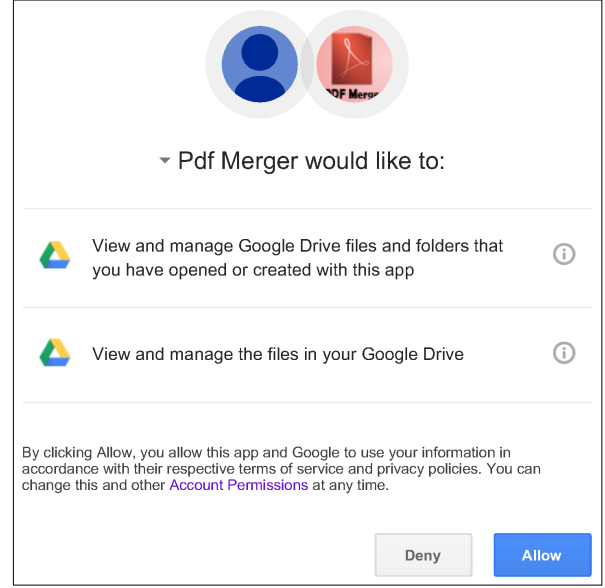 PDF Merge
Pdf Merger would like to:
View and manage Google Drive files and folders that
you have opened or created with this app
View and manage the files in your Google Drive
By clicking Allow, you allow this app and Google to use your information in
accordance with their respective terms of service and privacy policies. You can
change this and other Account Permissions at any time.
Deny
Allow